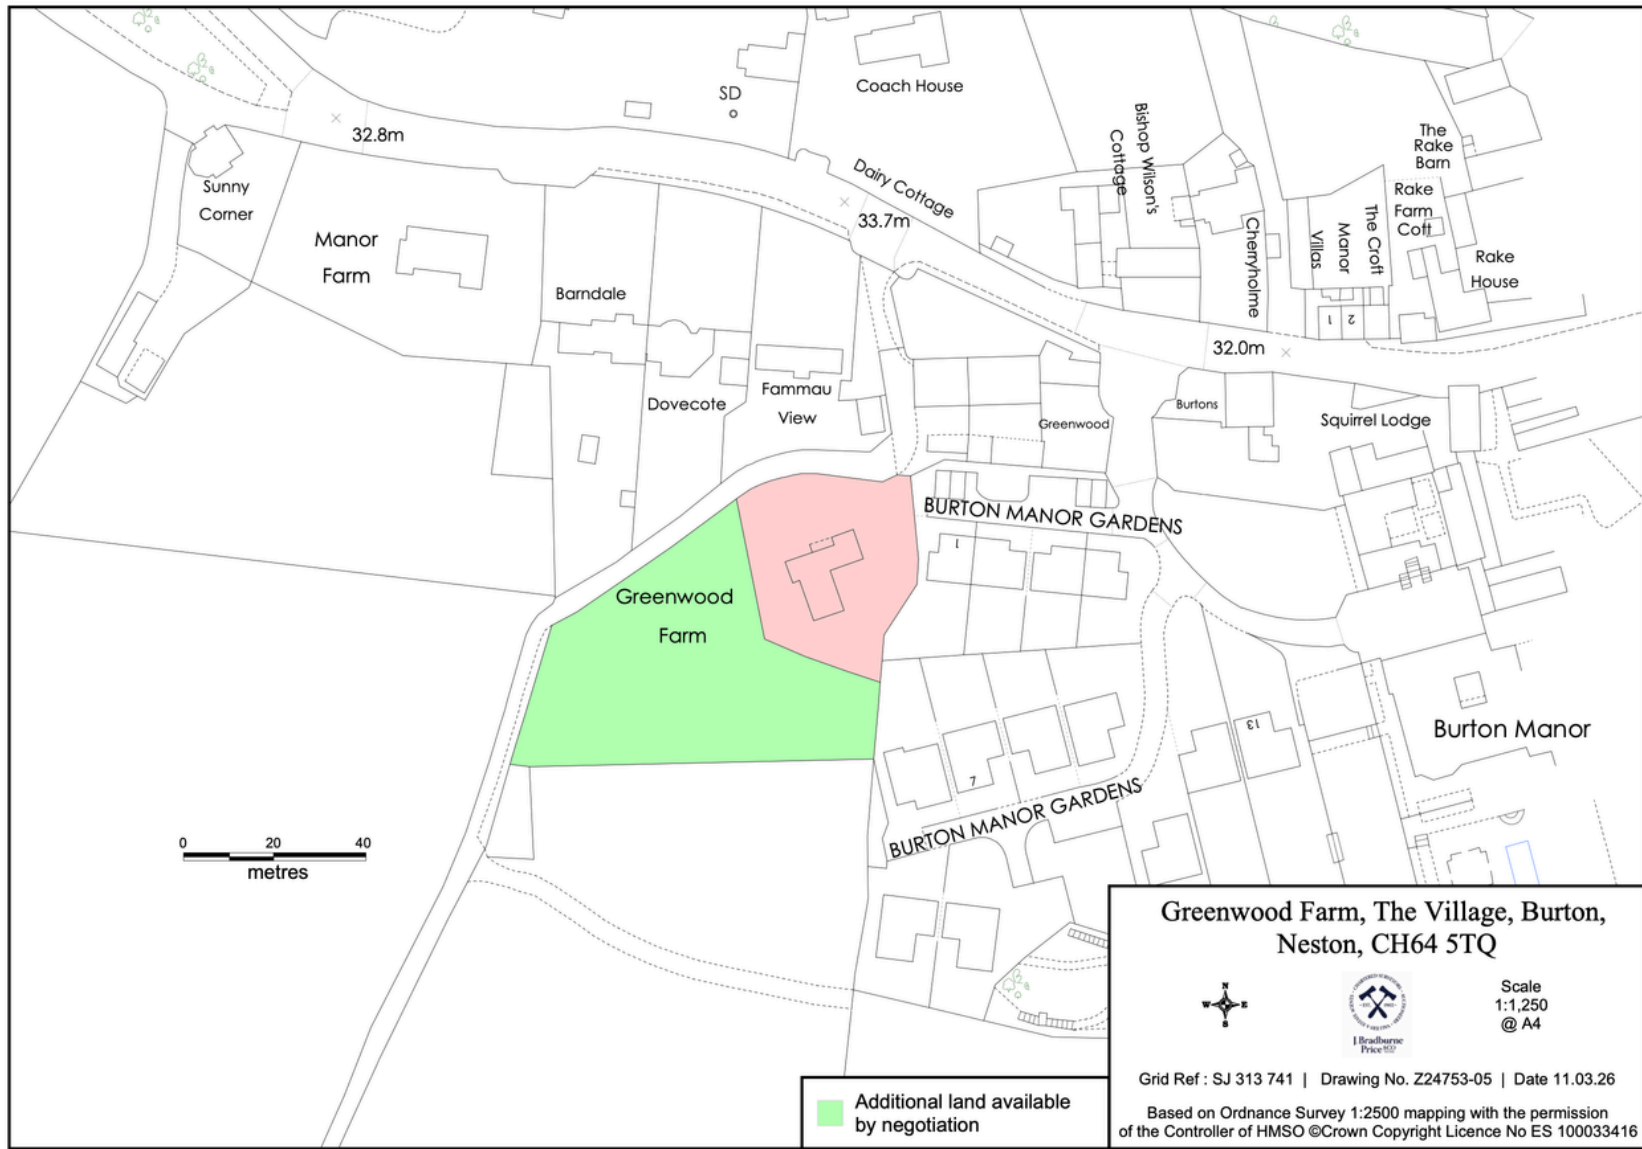 SD
Coach House
32.8m
Dairy Cottage
33.7m
Bishop Wilson's
Cottage
The
Rake
Barn
Rake
Farm
Cott
Rake
House
Sunny
Corner
Manor
Farm
Barndale
Cherryholme
Villas
Manor
The Croft
1
2
32.0m
Dovecote
Fammau
View
Greenwood
Burtons
Squirrel Lodge
BURTON MANOR GARDENS
1
Greenwood
Farm
7
13
Burton Manor
BURTON MANOR GARDENS
0 20 40
metres
Greenwood Farm, The Village, Burton,
Neston, CH64 5TQ
N
W E
S
J. Bradburne
Price & CO
Scale
1:1,250
@ A4
Grid Ref : SJ 313 741 | Drawing No. Z24753-05 | Date 11.03.26
Based on Ordnance Survey 1:2500 mapping with the permission
of the Controller of HMSO ©Crown Copyright Licence No ES 100033416
Additional land available
by negotiation